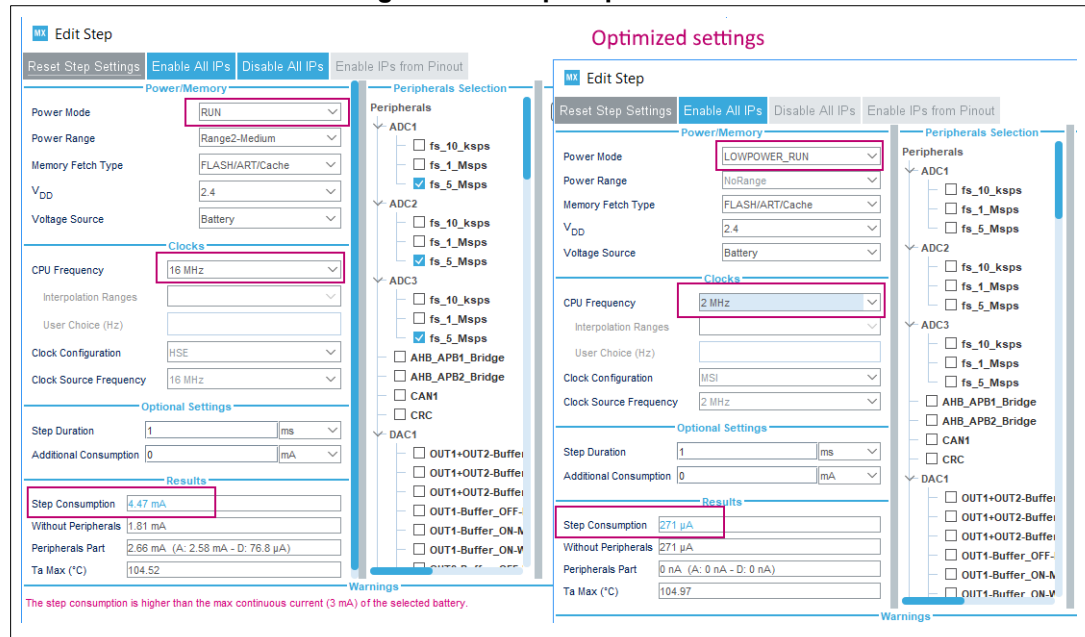 MX Edit Step
Reset Step Settings Enable All IPs Disable All IPs Enable IPs from Pinout
Power/Memory
Power Mode RUN
Power Range Range2-Medium
Memory Fetch Type FLASH/ART/Cache
VDD 2.4
Voltage Source Battery
Clocks
CPU Frequency 16 MHz
Interpolation Ranges
User Choice (Hz)
Clock Configuration HSE
Clock Source Frequency 16 MHz
Optional Settings
Step Duration 1 ms
Additional Consumption 0 mA
Results
Step Consumption 4.47 mA
Without Peripherals 1.81 mA
Peripherals Part 2.66 mA (A: 2.58 mA - D: 76.8 µA)
Ta Max (°C) 104.52
Peripherals Selection
Peripherals
ADC1
fs_10_ksps
fs_1_Msps
fs_5_Msps
ADC2
fs_10_ksps
fs_1_Msps
fs_5_Msps
ADC3
fs_10_ksps
fs_1_Msps
fs_5_Msps
AHB_APB1_Bridge
AHB_APB2_Bridge
CAN1
CRC
DAC1
OUT1+OUT2-Buffe
OUT1+OUT2-Buffe
OUT1+OUT2-Buffe
OUT1-Buffer_OFF-
OUT1-Buffer_ON-M
OUT1-Buffer_ON-W
Warnings
The step consumption is higher than the max continuous current (3 mA) of the selected battery.
Optimized settings
MX Edit Step
Reset Step Settings Enable All IPs Disable All IPs Enable IPs from Pinout
Power/Memory
Power Mode LOWPOWER_RUN
Power Range NoRange
Memory Fetch Type FLASH/ART/Cache
VDD 2.4
Voltage Source Battery
Clocks
CPU Frequency 2 MHz
Interpolation Ranges
User Choice (Hz)
Clock Configuration MSI
Clock Source Frequency 2 MHz
Optional Settings
Step Duration 1 ms
Additional Consumption 0 mA
Results
Step Consumption 271 µA
Without Peripherals 271 µA
Peripherals Part 0 nA (A: 0 nA - D: 0 nA)
Ta Max (°C) 104.97
Peripherals Selection
Peripherals
ADC1
fs_10_ksps
fs_1_Msps
fs_5_Msps
ADC2
fs_10_ksps
fs_1_Msps
fs_5_Msps
ADC3
fs_10_ksps
fs_1_Msps
fs_5_Msps
AHB_APB1_Bridge
AHB_APB2_Bridge
CAN1
CRC
DAC1
OUT1+OUT2-Buffer
OUT1+OUT2-Buffer
OUT1+OUT2-Buffer
OUT1-Buffer_OFF-
OUT1-Buffer_ON-M
OUT1-Buffer_ON-W
Warnings